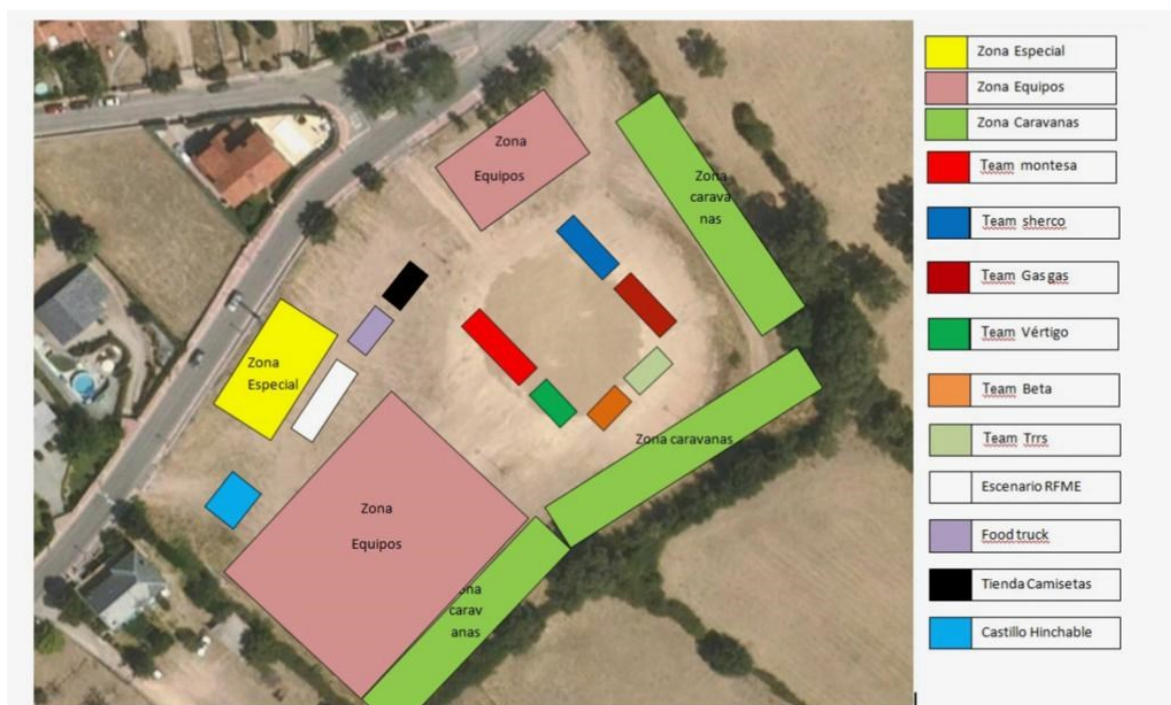 Zona
Equipos
Zona
carava
nas
Zona
Especial
Zona caravanas
Zona
Equipos
ona
carav
anas
Zona Especial
Zona Equipos
Zona Caravanas
Team montesa
Team sherco
Team Gas gas
Team Vértigo
Team Beta
Team Trrs
Escenario RFME
Food truck
Tienda Camisetas
Castillo Hinchable